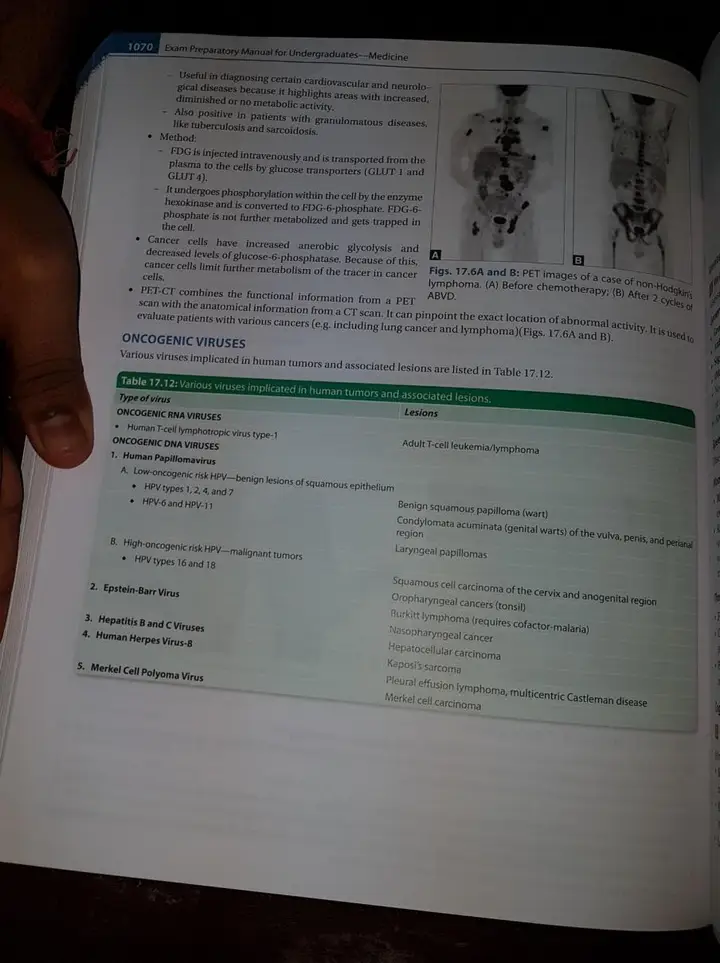 1070 Exam Preparatory Manual for Undergraduates—Medicine
– Useful in diagnosing certain cardiovascular and neurolo-
gical diseases because it highlights areas with increased,
diminished or no metabolic activity.
– Also positive in patients with granulomatous diseases,
like tuberculosis and sarcoidosis.
• Method:
– FDG is injected intravenously and is transported from the
plasma to the cells by glucose transporters (GLUT 1 and
GLUT 4).
– It undergoes phosphorylation within the cell by the enzyme
hexokinase and is converted to FDG-6-phosphate. FDG-6-
phosphate is not further metabolized and gets trapped in
the cell.
• Cancer cells have increased anerobic glycolysis and
decreased levels of glucose-6-phosphatase. Because of this,
cancer cells limit further metabolism of the tracer in cancer
cells.
• PET-CT combines the functional information from a PET
scan with the anatomical information from a CT scan. It can pinpoint the exact location of abnormal activity. It is used to
evaluate patients with various cancers (e.g. including lung cancer and lymphoma)(Figs. 17.6A and B).
A
B
Figs. 17.6A and B: PET images of a case of non-Hodgkin's
lymphoma. (A) Before chemotherapy; (B) After 2 cycles of
ABVD.
ONCOGENIC VIRUSES
Various viruses implicated in human tumors and associated lesions are listed in Table 17.12.
Table 17.12: Various viruses implicated in human tumors and associated lesions.
Type of virus
Lesions
ONCOGENIC RNA VIRUSES
• Human T-cell lymphotropic virus type-1
Adult T-cell leukemia/lymphoma
ONCOGENIC DNA VIRUSES
1. Human Papillomavirus
A. Low-oncogenic risk HPV—benign lesions of squamous epithelium
• HPV types 1, 2, 4, and 7
Benign squamous papilloma (wart)
• HPV-6 and HPV-11
Condylomata acuminata (genital warts) of the vulva, penis, and perianal
region
Laryngeal papillomas
B. High-oncogenic risk HPV—malignant tumors
• HPV types 16 and 18
Squamous cell carcinoma of the cervix and anogenital region
Oropharyngeal cancers (tonsil)
2. Epstein-Barr Virus
Burkitt lymphoma (requires cofactor-malaria)
Nasopharyngeal cancer
3. Hepatitis B and C Viruses
Hepatocellular carcinoma
4. Human Herpes Virus-8
Kaposi's sarcoma
Pleural effusion lymphoma, multicentric Castleman disease
5. Merkel Cell Polyoma Virus
Merkel cell carcinoma